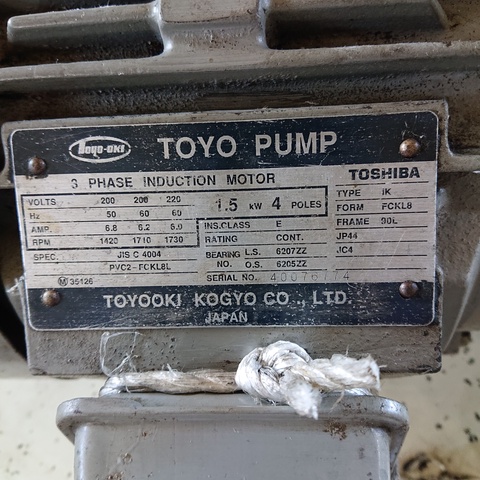 TOYO-OKI TOYO PUMP
3 PHASE INDUCTION MOTOR TOSHIBA
VOLTS 200 200 220
Hz 50 60 60
AMP. 6.8 6.2 6.0
RPM 1420 1710 1730
SPEC. JIS C 4004
PVC2-FCKL8L
M 35126
1.5 kW 4 POLES
INS.CLASS E
RATING CONT.
BEARING L.S. 6207ZZ
NO. O.S. 6205ZZ
SERIAL NO.
TYPE IK
FORM FCKL8
FRAME 90L
JP44
JC4
TOYOOKI KOGYO CO., LTD.
JAPAN